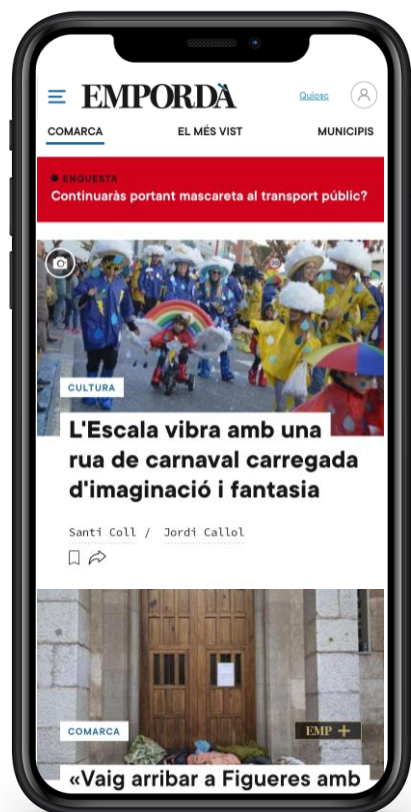 EMPORDÀ
Quiosc
COMARCA EL MÉS VIST MUNICIPIS
ENQUESTA
Continuaràs portant mascareta al transport públic?
CULTURA
L'Escala vibra amb una
rua de carnaval carregada
d'imaginació i fantasia
Santi Coll / Jordi Callol
EMP +
COMARCA
«Vaig arribar a Figueres amb